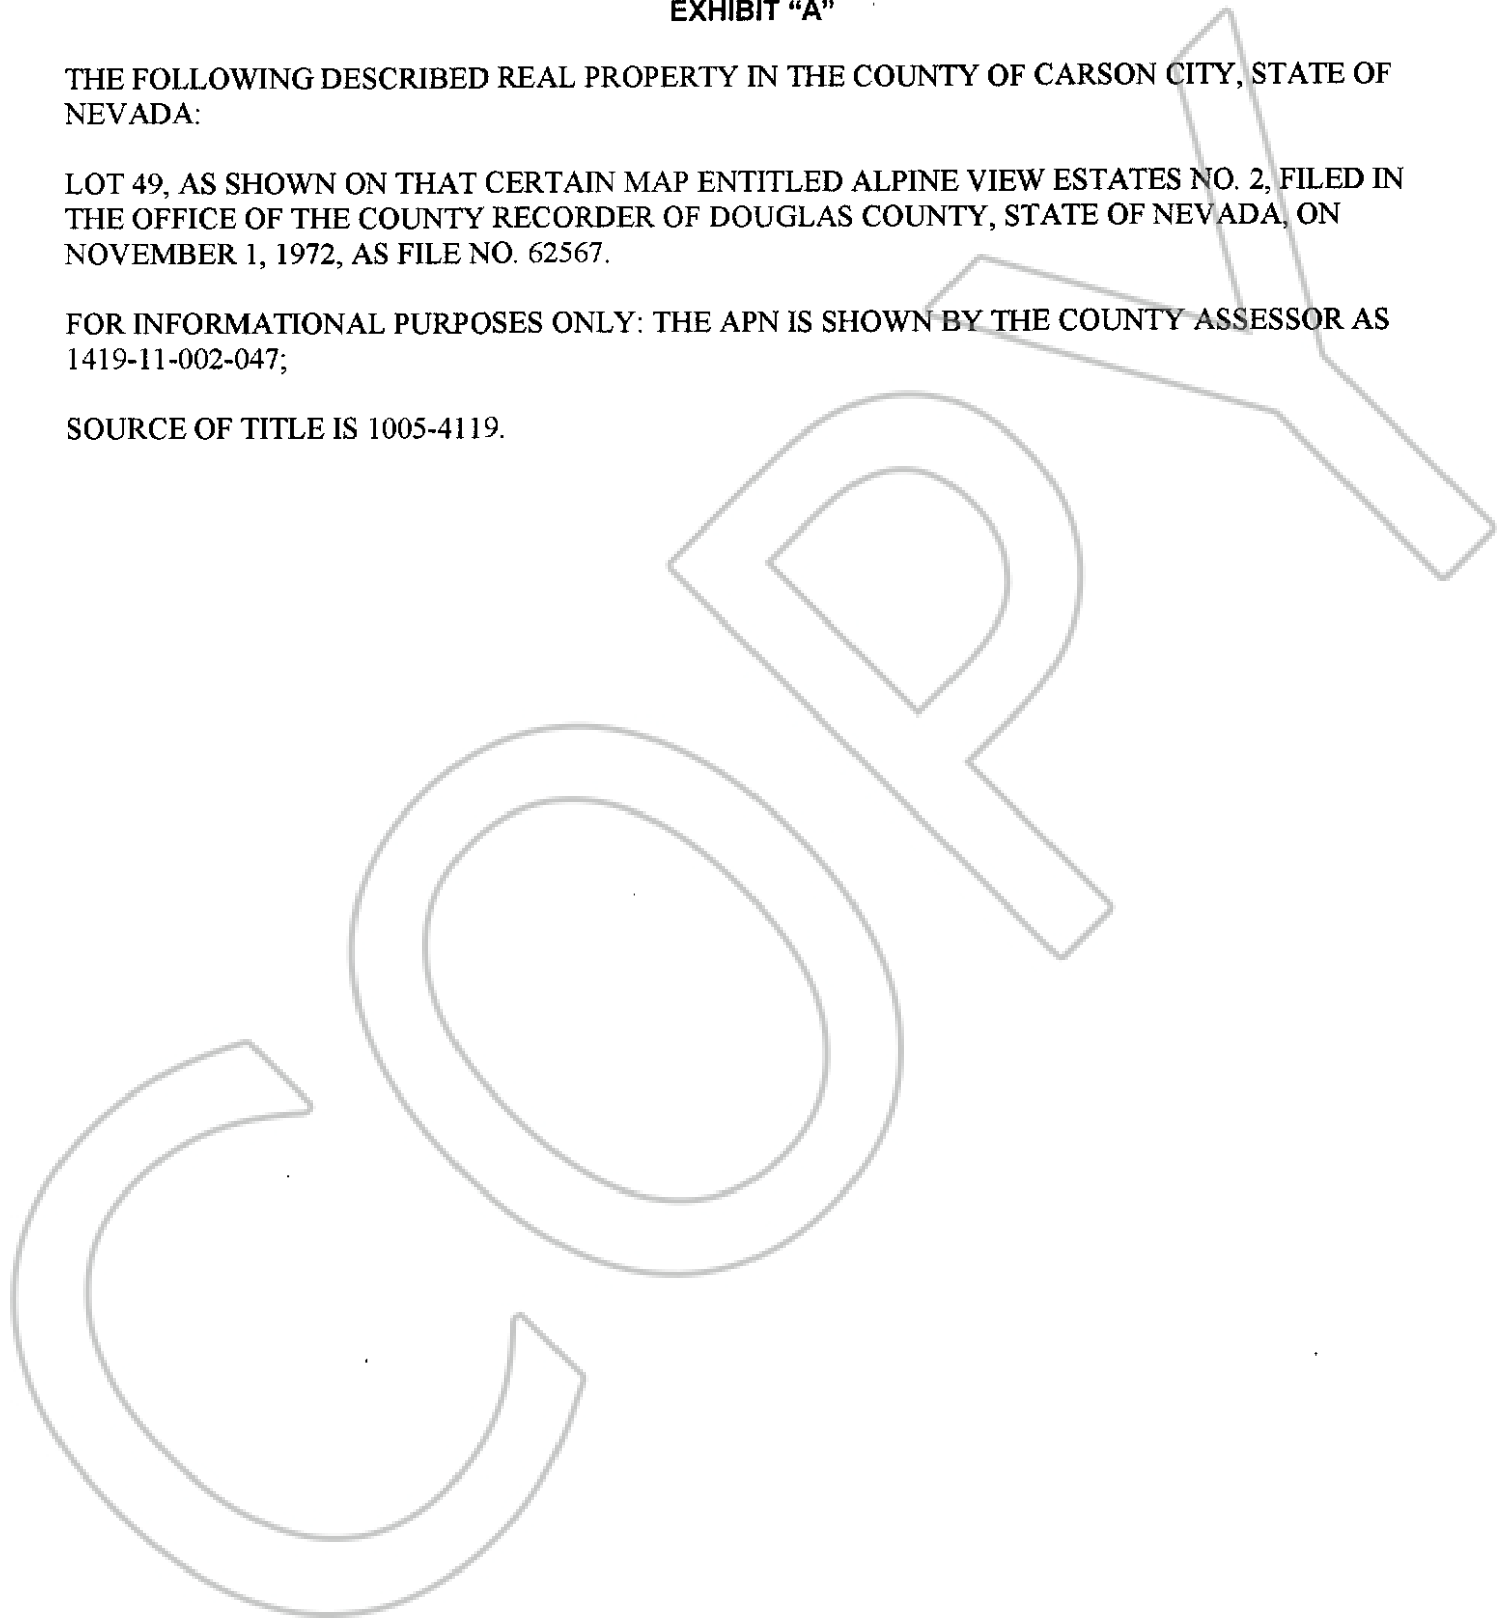 EXHIBIT “A”
THE FOLLOWING DESCRIBED REAL PROPERTY IN THE COUNTY OF CARSON CITY, STATE OF
NEVADA:
LOT 49, AS SHOWN ON THAT CERTAIN MAP ENTITLED ALPINE VIEW ESTATES NO. 2, FILED IN
THE OFFICE OF THE COUNTY RECORDER OF DOUGLAS COUNTY, STATE OF NEVADA, ON
NOVEMBER 1, 1972, AS FILE NO. 62567.
FOR INFORMATIONAL PURPOSES ONLY: THE APN IS SHOWN BY THE COUNTY ASSESSOR AS
1419-11-002-047;
SOURCE OF TITLE IS 1005-4119.
COPY